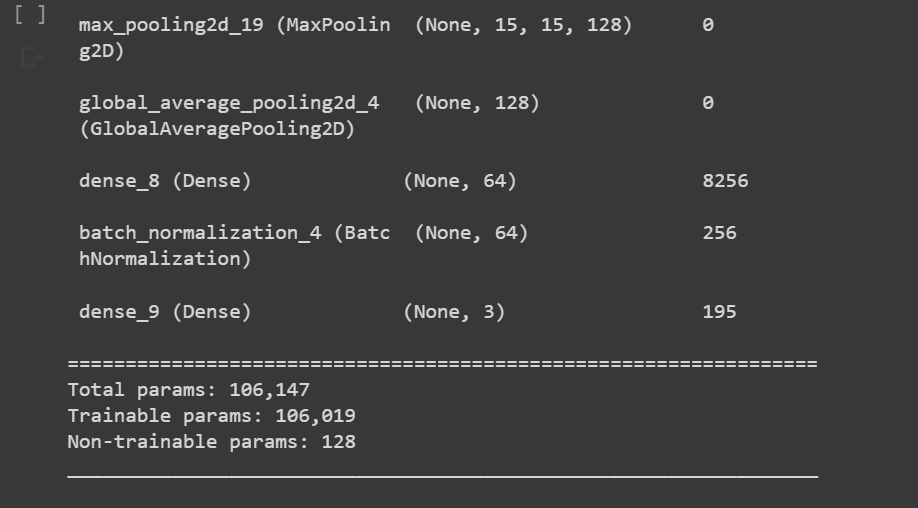 [ ]
max_pooling2d_19 (MaxPoolin (None, 15, 15, 128) 0
g2D)
global_average_pooling2d_4 (None, 128) 0
(GlobalAveragePooling2D)
dense_8 (Dense) (None, 64) 8256
batch_normalization_4 (Batc (None, 64) 256
hNormalization)
dense_9 (Dense) (None, 3) 195
=================================================================
Total params: 106,147
Trainable params: 106,019
Non-trainable params: 128
_________________________________________________________________